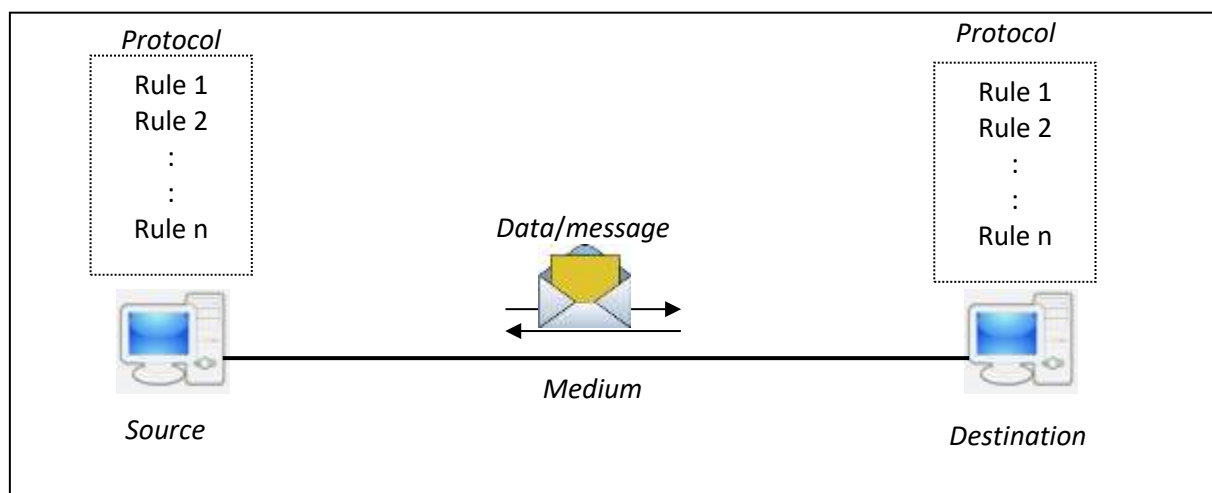 Protocol
Rule 1
Rule 2
:
:
Rule n
Protocol
Rule 1
Rule 2
:
:
Rule n
Data/message
Medium
Source
Destination